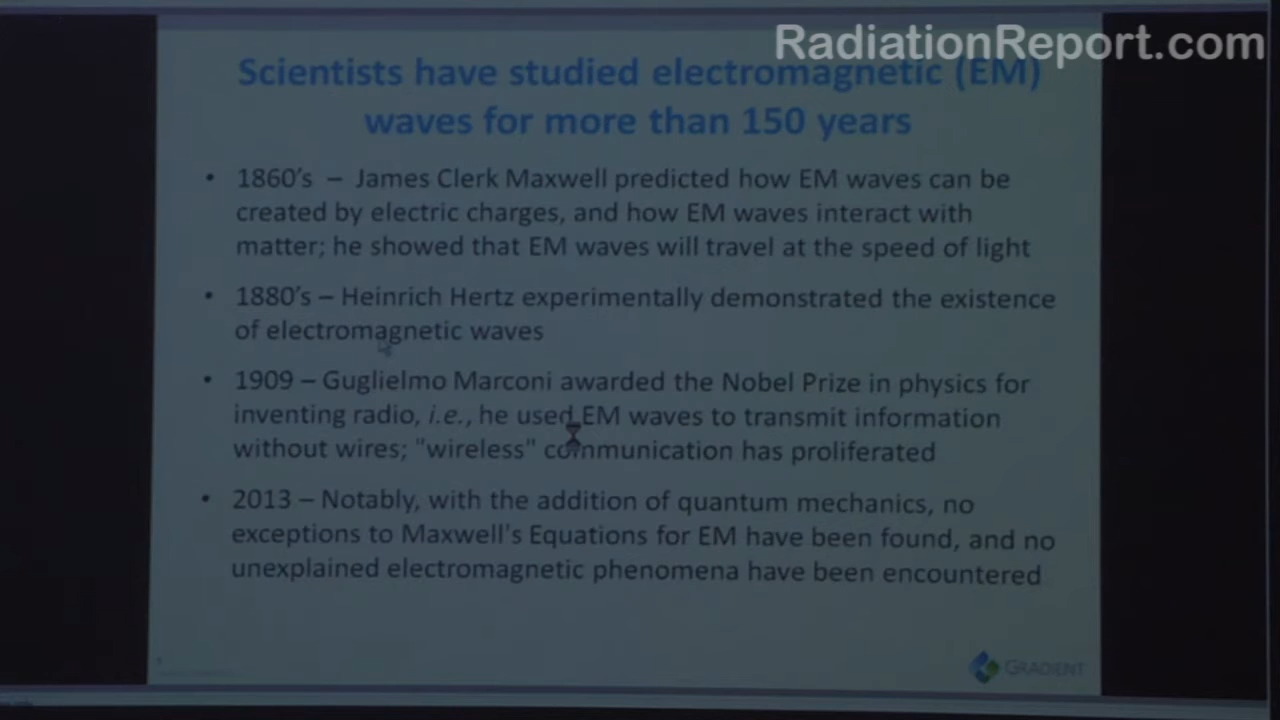 RadiationReport.com
Scientists have studied electromagnetic (EM)
waves for more than 150 years
• 1860's – James Clerk Maxwell predicted how EM waves can be
created by electric charges, and how EM waves interact with
matter; he showed that EM waves will travel at the speed of light
• 1880's – Heinrich Hertz experimentally demonstrated the existence
of electromagnetic waves
• 1909 – Guglielmo Marconi awarded the Nobel Prize in physics for
inventing radio, i.e., he used EM waves to transmit information
without wires; "wireless" communication has proliferated
• 2013 – Notably, with the addition of quantum mechanics, no
exceptions to Maxwell's Equations for EM have been found, and no
unexplained electromagnetic phenomena have been encountered
GRADIENT